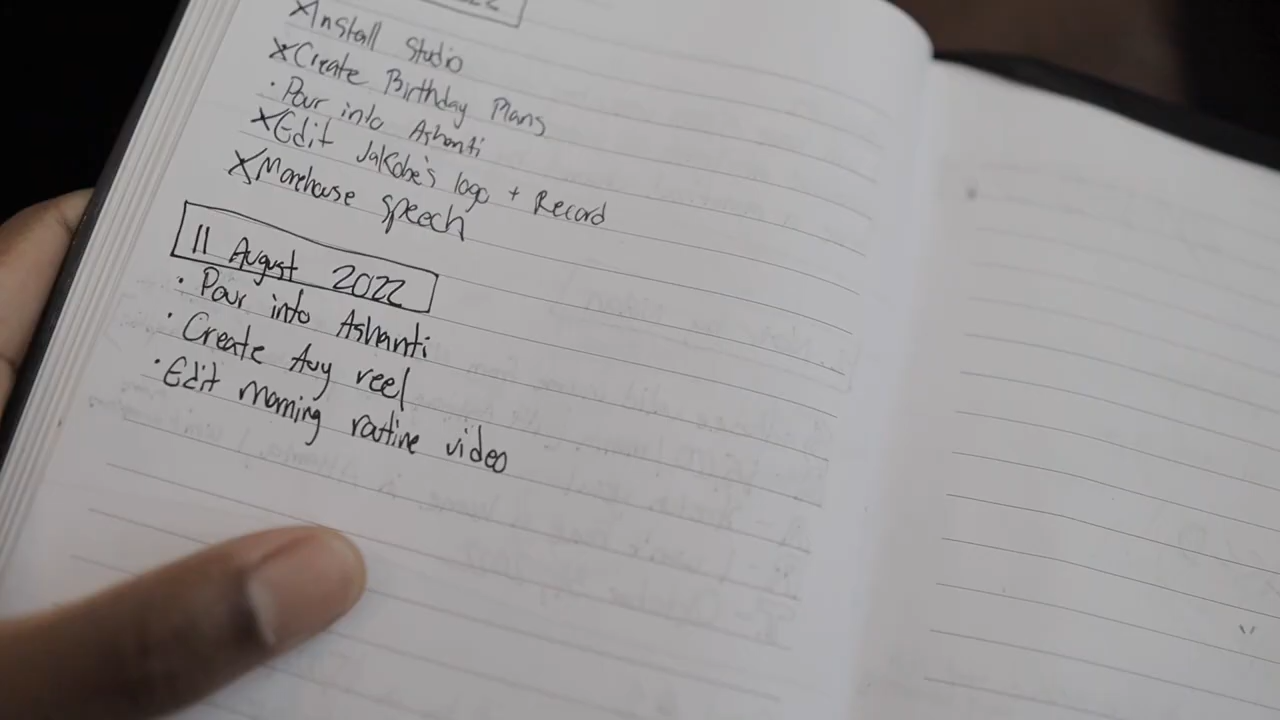 Install Studio
Create Birthday Plans
• Pour into Ashanti
Edit JaKobe's logo + Record
Morehouse speech
11 August 2022
• Pour into Ashanti
• Create Auy reel
• Edit morning routine video